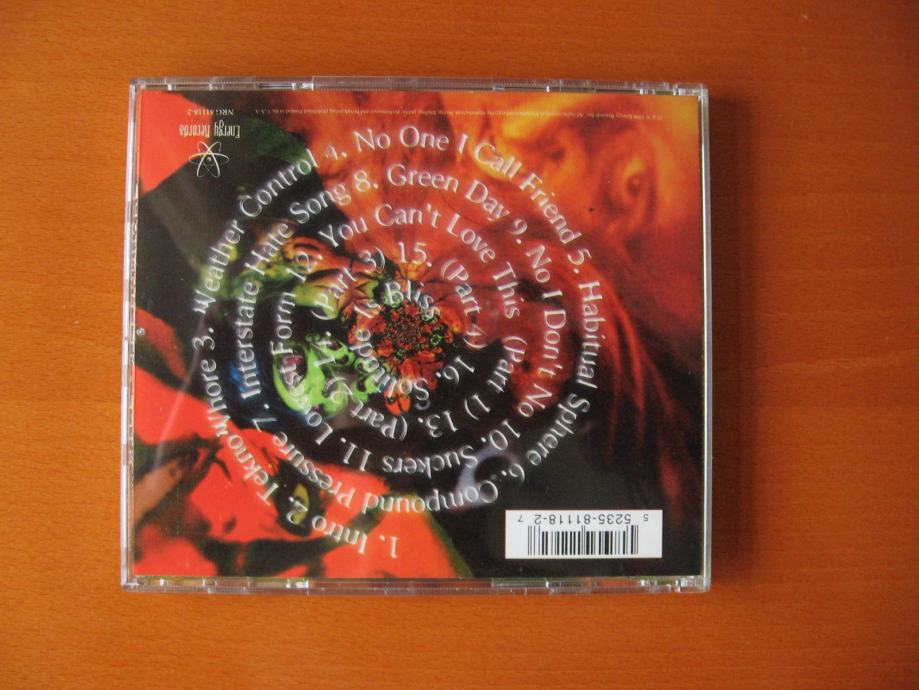 1. Intro 2. Teknowhore 3. Weather Control 4. No One I Call Friend 5. Habitual Sphere 6. Compound Pressure 7. Interstate Hate Song 8. Green Day 9. No I Don't No 10. Suckers 11. Lowest Form 12. You Can't Love This (Part 1) 13. (Part 2) 14. (Part 3) 15. (Part 4) 16. Solitude Is Bliss
Energy Records
NRG 81118-2
5 5235-81118-2 7